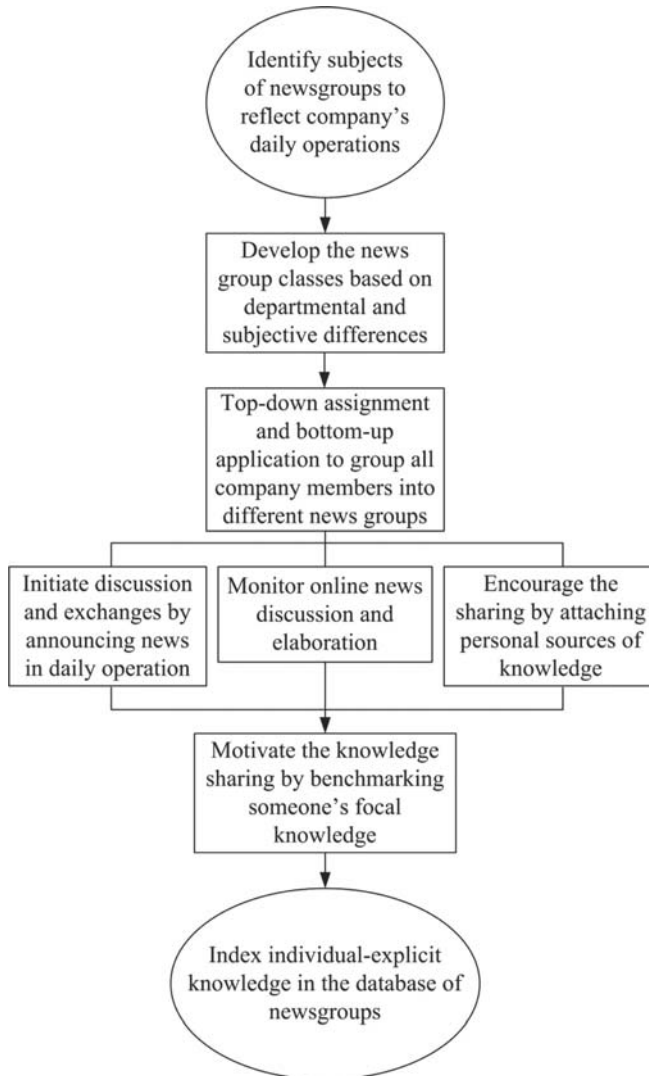 Identify subjects
of newsgroups to
reflect company's
daily operations
Develop the news
group classes based on
departmental and
subjective differences
Top-down assignment
and bottom-up
application to group all
company members into
different news groups
Initiate discussion
and exchanges by
announcing news
in daily operation
Monitor online news
discussion and
elaboration
Encourage the
sharing by attaching
personal sources of
knowledge
Motivate the knowledge
sharing by benchmarking
someone's focal
knowledge
Index individual-explicit
knowledge in the database of
newsgroups